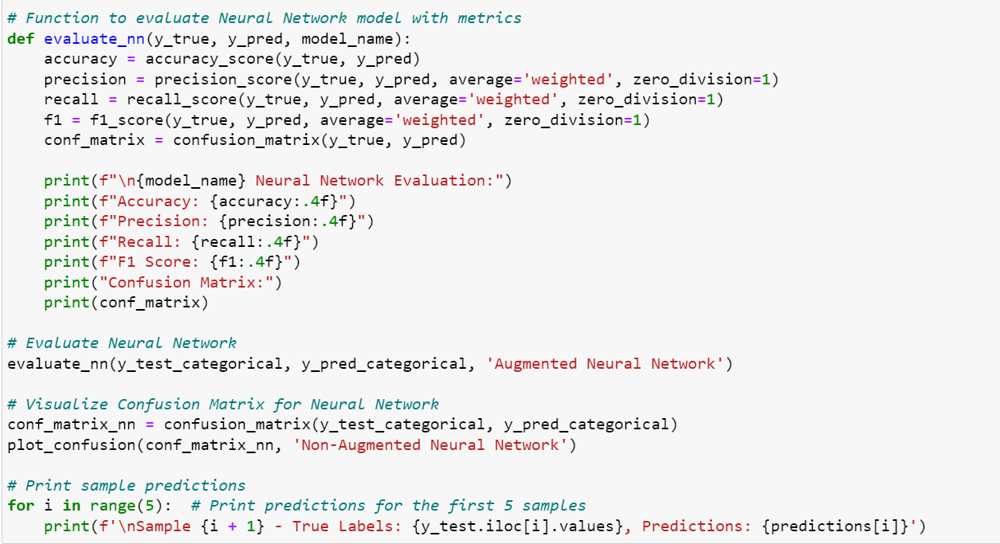 # Function to evaluate Neural Network model with metrics
def evaluate_nn(y_true, y_pred, model_name):
    accuracy = accuracy_score(y_true, y_pred)
    precision = precision_score(y_true, y_pred, average='weighted', zero_division=1)
    recall = recall_score(y_true, y_pred, average='weighted', zero_division=1)
    f1 = f1_score(y_true, y_pred, average='weighted', zero_division=1)
    conf_matrix = confusion_matrix(y_true, y_pred)

    print(f"\n{model_name} Neural Network Evaluation:")
    print(f"Accuracy: {accuracy:.4f}")
    print(f"Precision: {precision:.4f}")
    print(f"Recall: {recall:.4f}")
    print(f"F1 Score: {f1:.4f}")
    print("Confusion Matrix:")
    print(conf_matrix)

# Evaluate Neural Network
evaluate_nn(y_test_categorical, y_pred_categorical, 'Augmented Neural Network')

# Visualize Confusion Matrix for Neural Network
conf_matrix_nn = confusion_matrix(y_test_categorical, y_pred_categorical)
plot_confusion(conf_matrix_nn, 'Non-Augmented Neural Network')

# Print sample predictions
for i in range(5):  # Print predictions for the first 5 samples
    print(f'\nSample {i + 1} - True Labels: {y_test.iloc[i].values}, Predictions: {predictions[i]}')